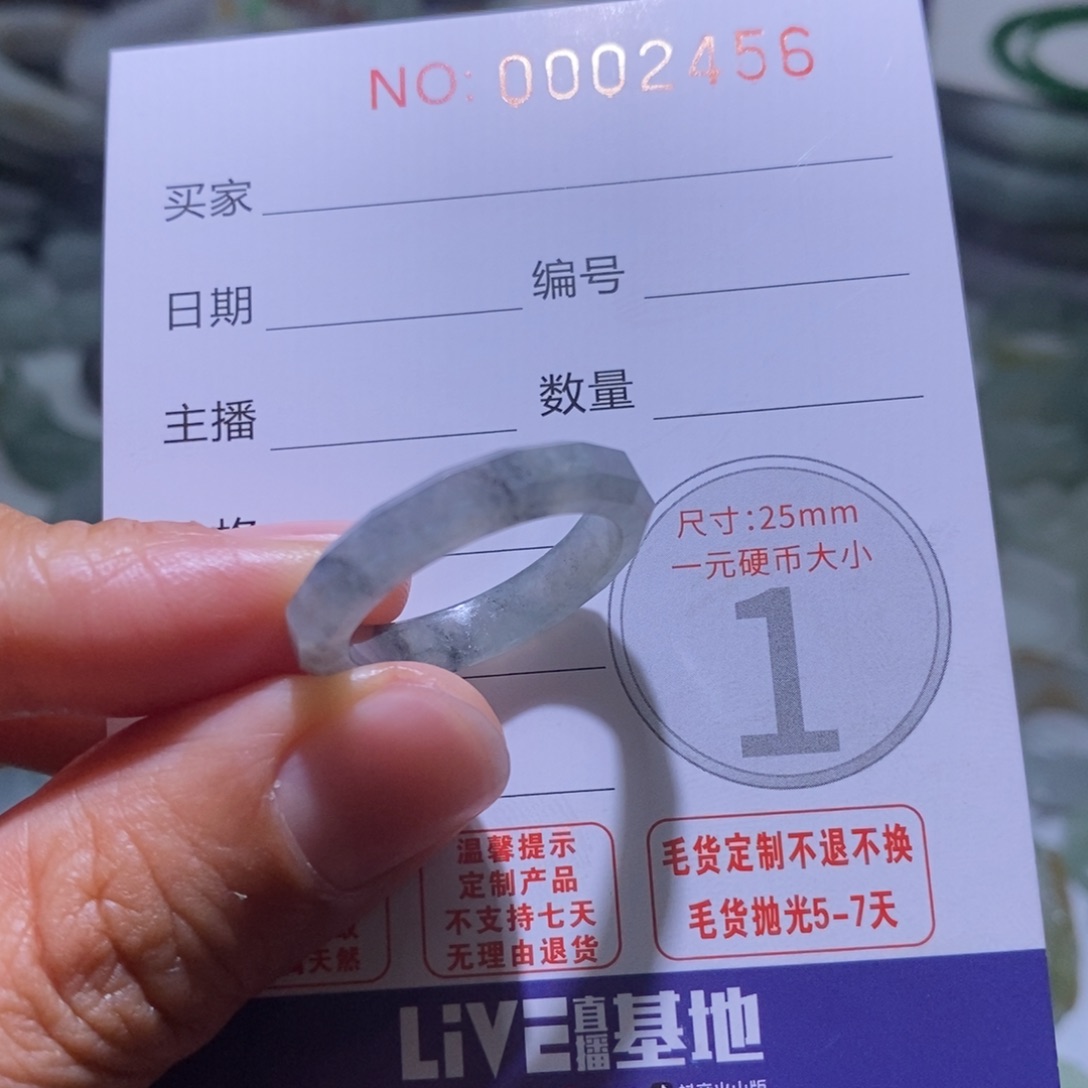 NO: 0002456
买家
日期 编号
主播 数量
尺寸:25mm
一元硬币大小
1
温馨提示
定制产品
不支持七天
无理由退货
毛货定制不退不换
毛货抛光5-7天
天然
LiVE直播基地